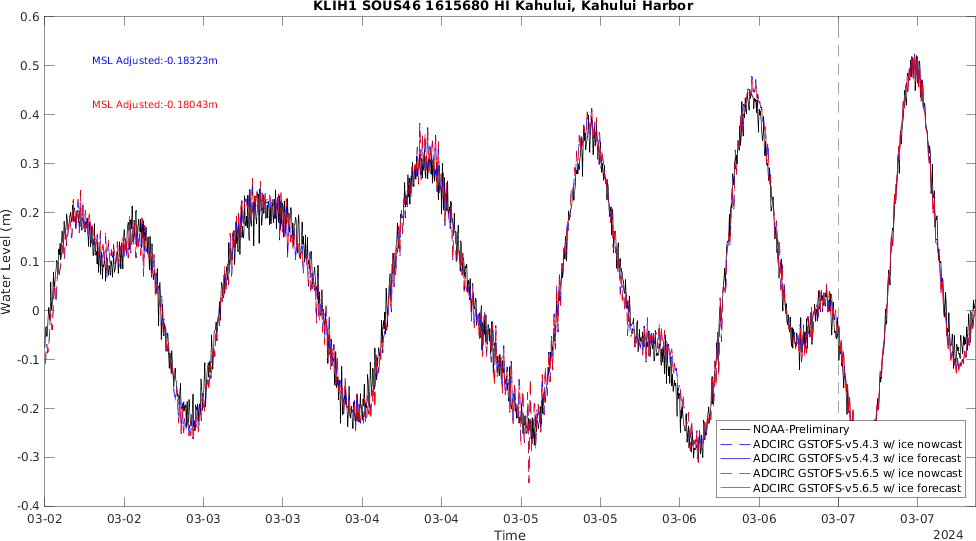 KLIH1 SOUS46 1615680 HI Kahului, Kahului Harbor
0.6
0.5
0.4
0.3
0.2
0.1
0
-0.1
-0.2
-0.3
-0.4
Water Level (m)
MSL Adjusted:-0.18323m
MSL Adjusted:-0.18043m
NOAA-Preliminary
ADCIRC GSTOFS-v5.4.3 w/ ice nowcast
ADCIRC GSTOFS-v5.4.3 w/ ice forecast
ADCIRC GSTOFS-v5.6.5 w/ ice nowcast
ADCIRC GSTOFS-v5.6.5 w/ ice forecast
03-02 03-02 03-03 03-03 03-04 03-04 03-05 03-05 03-06 03-06 03-07 03-07
Time
2024